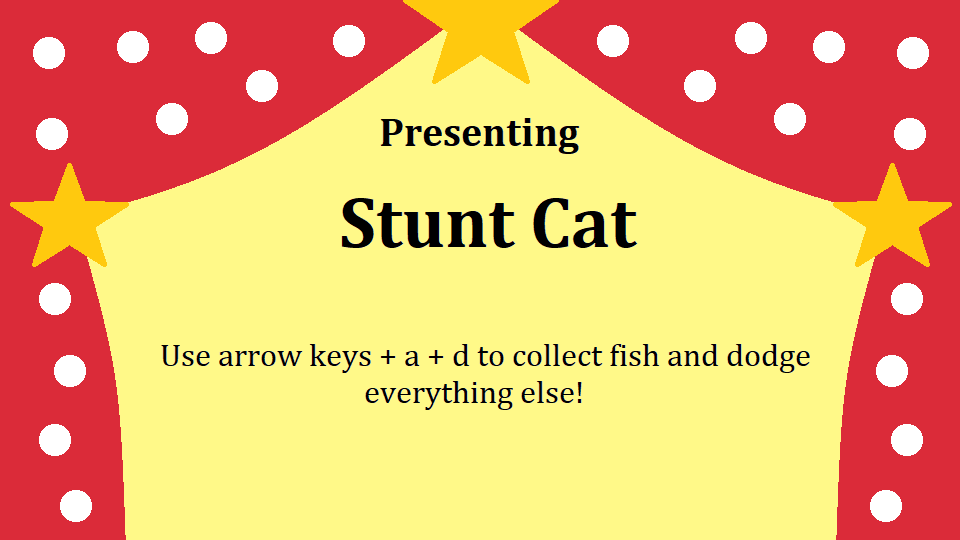 Presenting
Stunt Cat
Use arrow keys + a + d to collect fish and dodge
everything else!